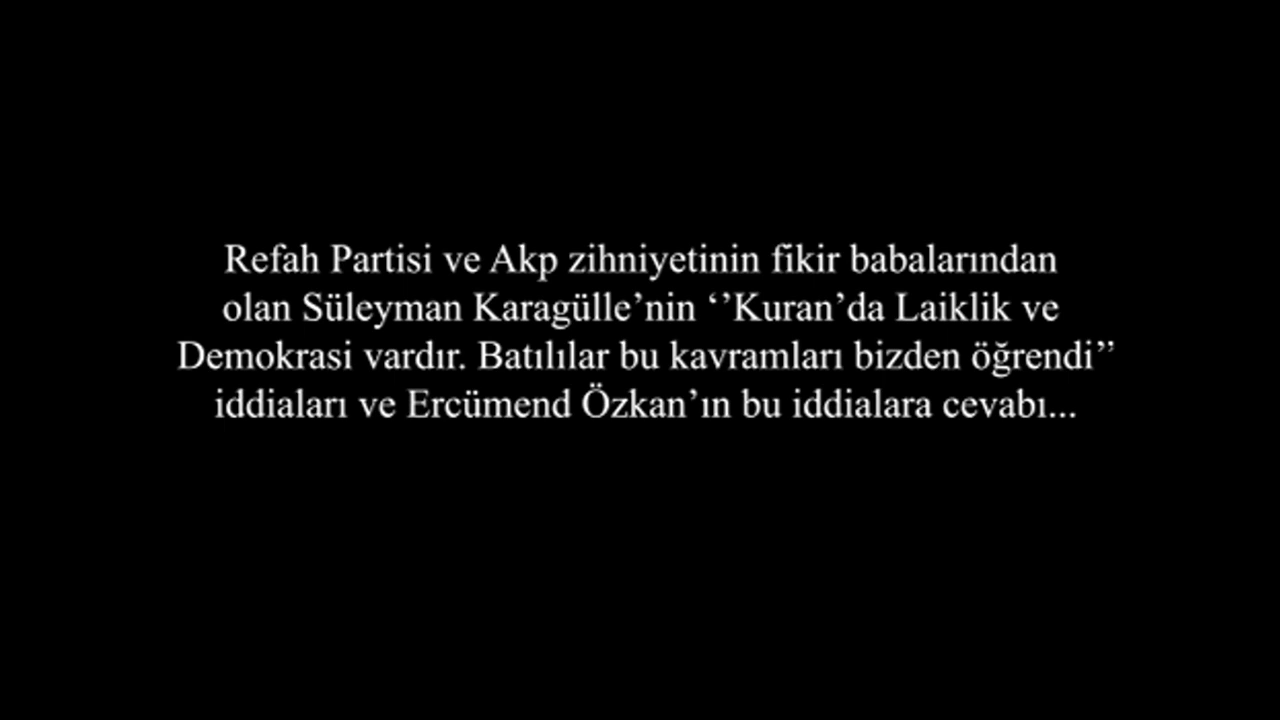 Refah Partisi ve Akp zihniyetinin fikir babalarından
olan Süleyman Karagülle’nin ‘’Kuran’da Laiklik ve
Demokrasi vardır. Batılılar bu kavramları bizden öğrendi’’
iddiaları ve Ercümend Özkan’ın bu iddialara cevabı...